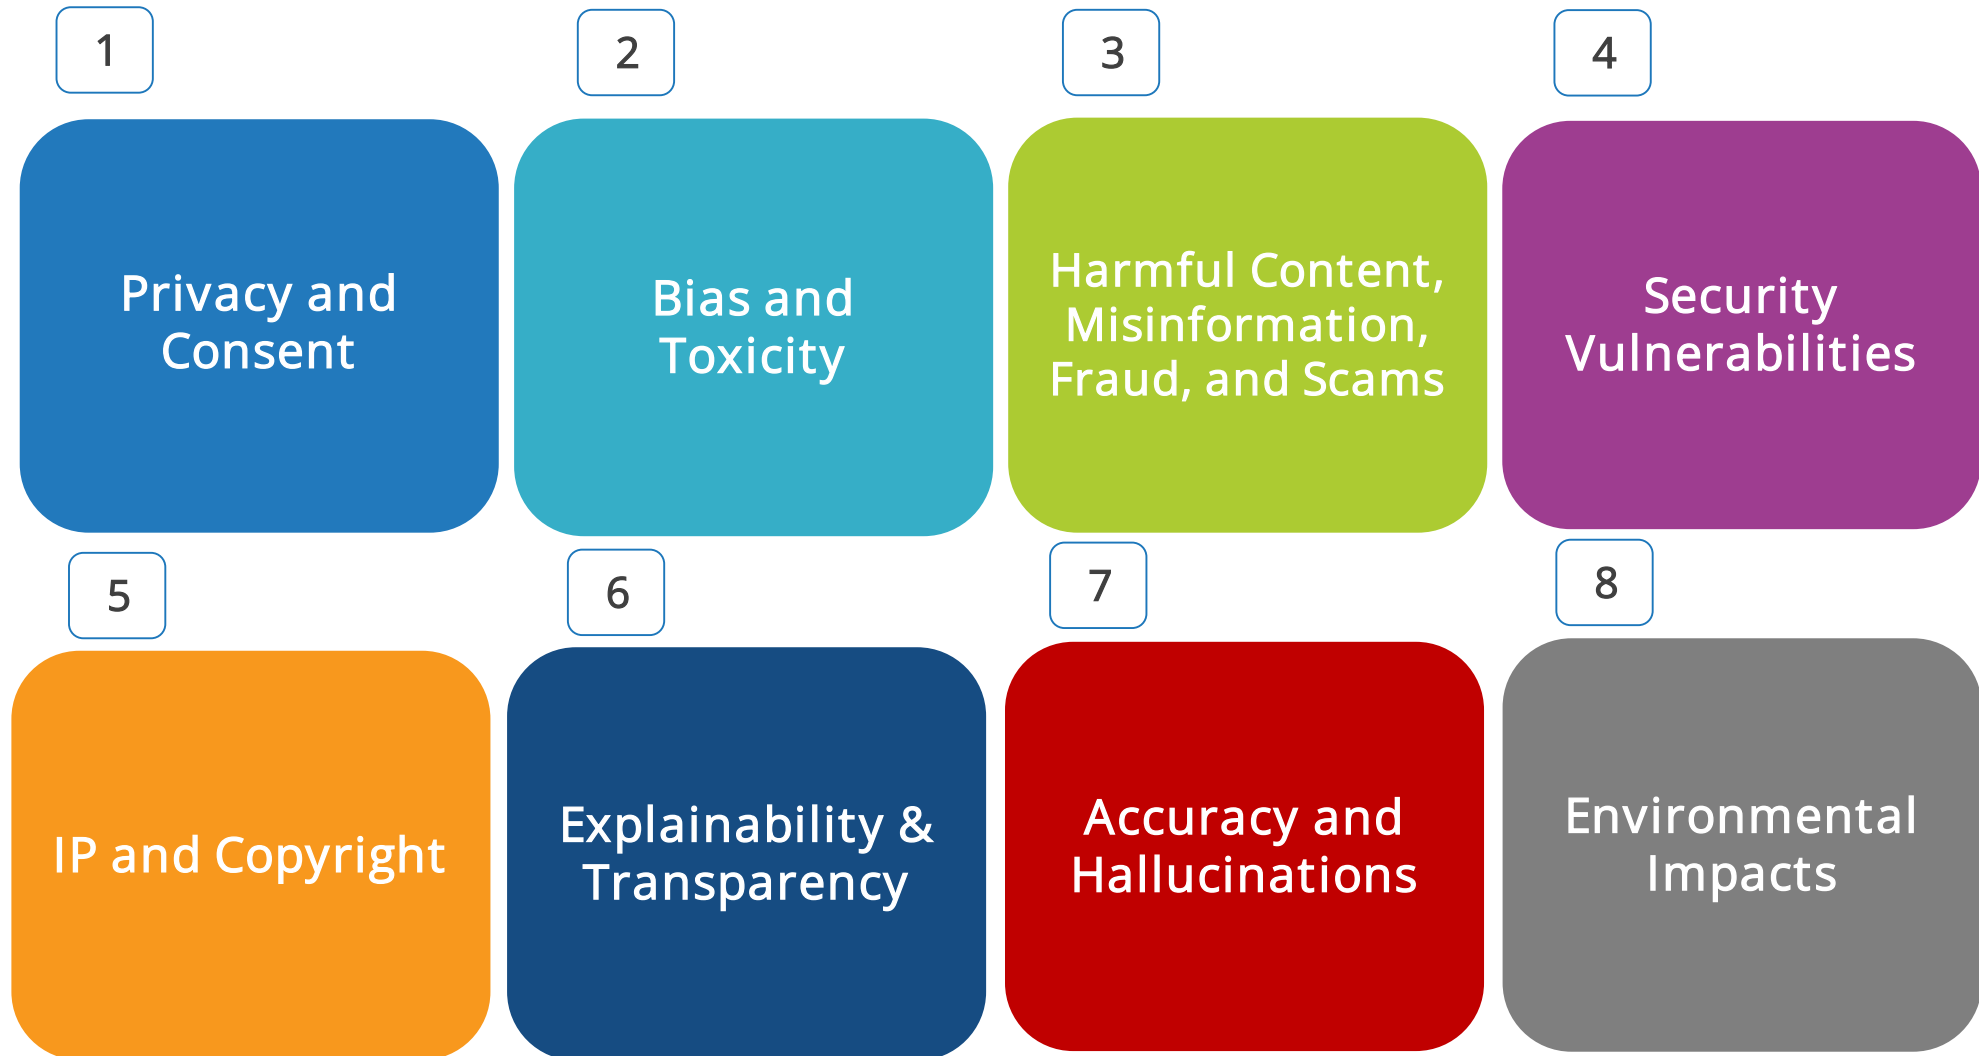 1
2
3
4
Privacy and
Consent
Bias and
Toxicity
Harmful Content,
Misinformation,
Fraud, and Scams
Security
Vulnerabilities
5
6
7
8
IP and Copyright
Explainability &
Transparency
Accuracy and
Hallucinations
Environmental
Impacts